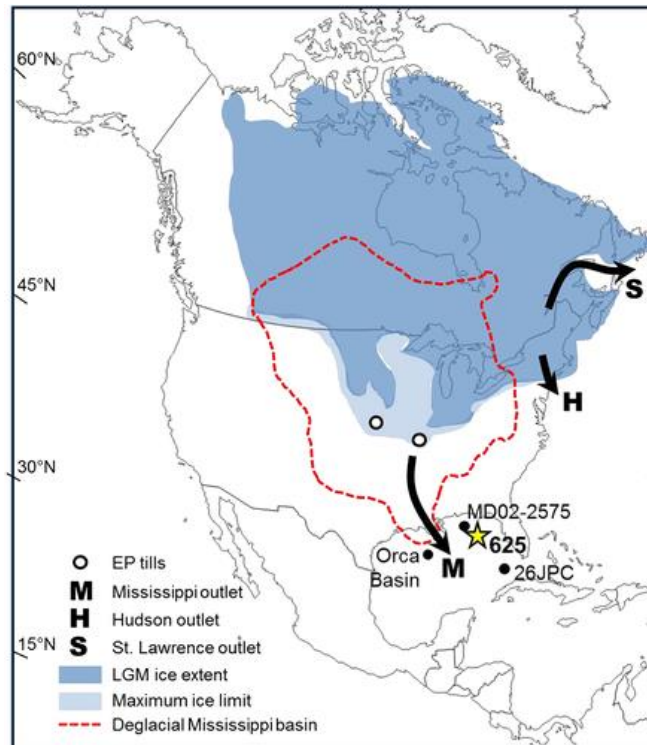 60°N
45°N
S
H
30°N
MD02-2575
625
Orca
Basin
M
26JPC
EP tills
M Mississippi outlet
H Hudson outlet
S St. Lawrence outlet
15°N
LGM ice extent
Maximum ice limit
Deglacial Mississippi basin